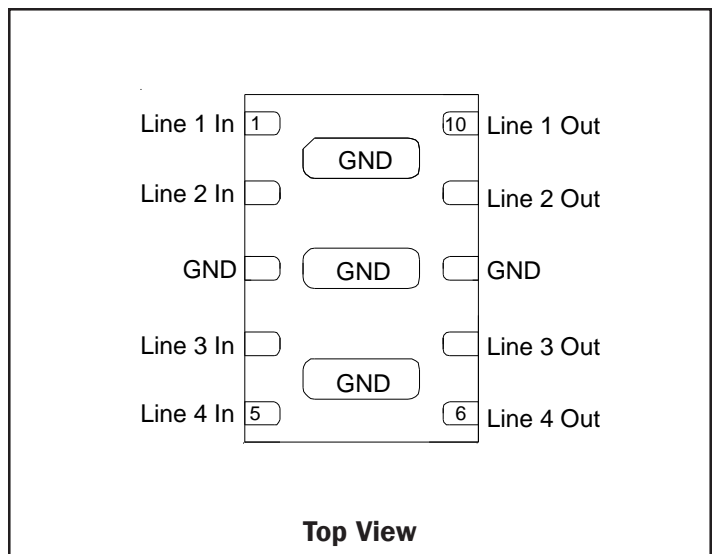 Line 1 In 1 10 Line 1 Out
GND
Line 2 In Line 2 Out
GND GND GND
Line 3 In Line 3 Out
GND
Line 4 In 5 6 Line 4 Out
Top View